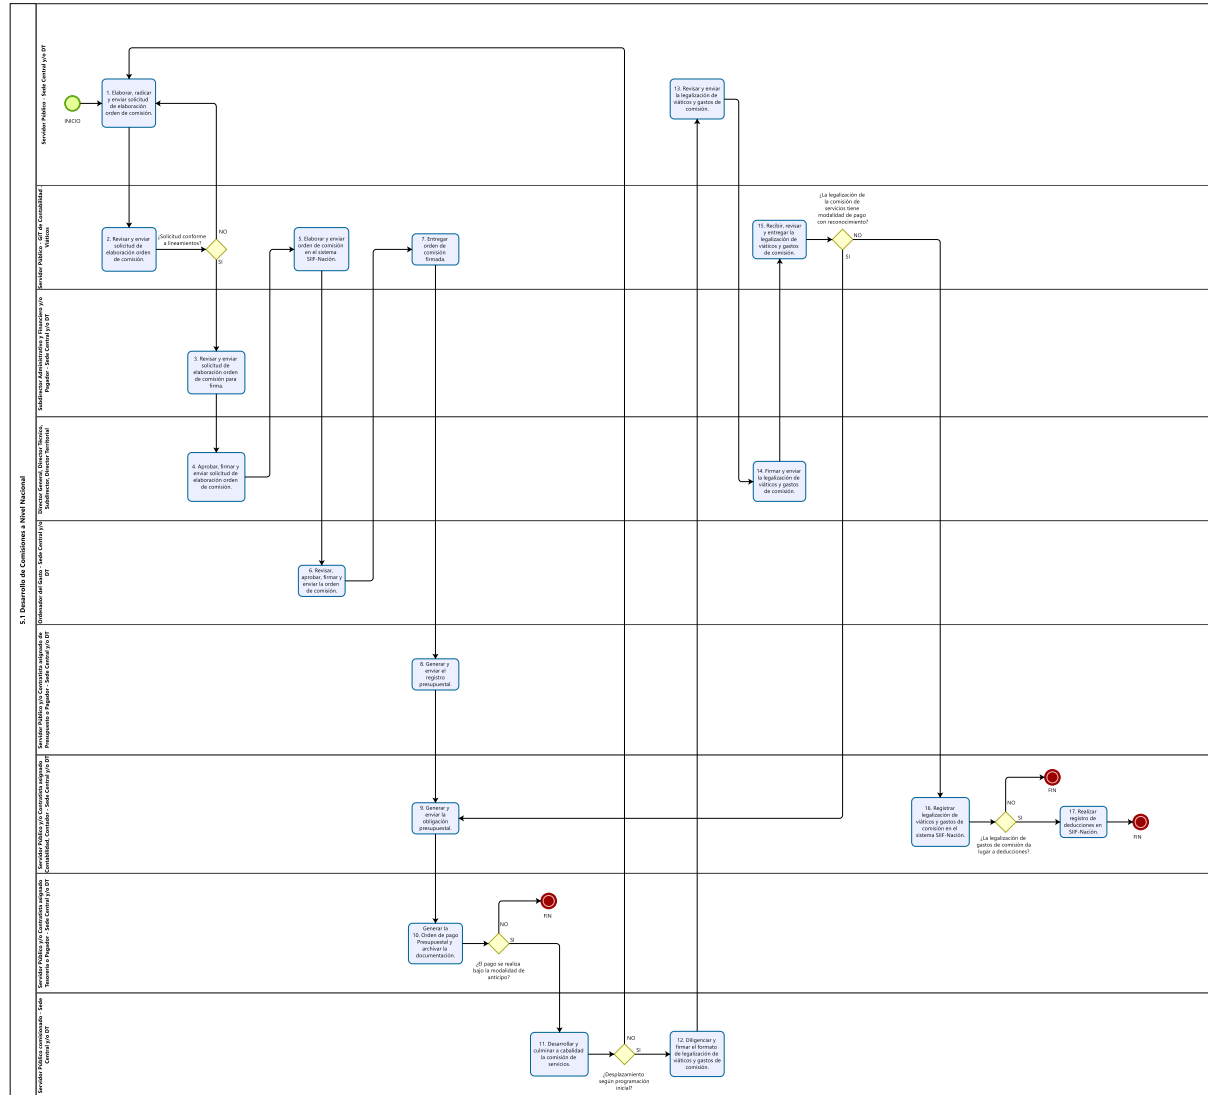 5.1 Desarrollo de Comisiones a Nivel Nacional
Servidor Público - Sede Central y/o DT
INICIO
1. Elaborar, radicar
y enviar solicitud
de elaboración
orden de comisión.
13. Revisar y enviar
la legalización de
viáticos y gastos de
comisión.
Servidor Público - GIT de Contabilidad.
Viáticos
2. Revisar y enviar
solicitud de
elaboración orden
de comisión.
¿Solicitud conforme
a lineamientos?
NO
SI
5. Elaborar y enviar
orden de comisión
en el sistema
SIIF-Nación.
7. Entregar
orden de
comisión
firmada.
15. Recibir, revisar
y entregar la
legalización de
viáticos y gastos
de comisión.
¿La legalización de
la comisión de
servicios tiene
modalidad de pago
con reconocimiento?
NO
SI
Subdirector Administrativo y Financiero y/o
Pagador - Sede Central y/o DT
3. Revisar y enviar
solicitud de
elaboración orden
de comisión para
firma.
Director General, Director Técnico,
Subdirector, Director Territorial
4. Aprobar, firmar y
enviar solicitud de
elaboración orden
de comisión.
14. Firmar y enviar
la legalización de
viáticos y gastos
de comisión.
Ordenador del Gasto - Sede Central y/o
DT
6. Revisar,
aprobar, firmar y
enviar la orden
de comisión.
Servidor Público y/o Contratista asignado de
Presupuesto o Pagador - Sede Central y/o DT
8. Generar y
enviar el
registro
presupuestal.
Servidor Público y/o Contratista asignado
Contabilidad, Contador - Sede Central y/o DT
9. Generar y
enviar la
obligación
presupuestal.
16. Registrar
legalización de
viáticos y gastos de
comisión en el
sistema SIIF-Nación.
NO
SI
¿La legalización de
gastos de comisión da
lugar a deducciones?
FIN
17. Realizar
registro de
deducciones en
SIIF-Nación.
FIN
Servidor Público y/o Contratista asignado
Tesorería o Pagador - Sede Central y/o DT
Generar la
10. Orden de pago
Presupuestal y
archivar la
documentación.
NO
SI
¿El pago se realiza
bajo la modalidad de
anticipo?
FIN
Servidor Público comisionado - Sede
Central y/o DT
11. Desarrollar y
culminar a cabalidad
la comisión de
servicios.
NO
SI
¿Desplazamiento
según programación
inicial?
12. Diligenciar y
firmar el formato
de legalización de
viáticos y gastos de
comisión.